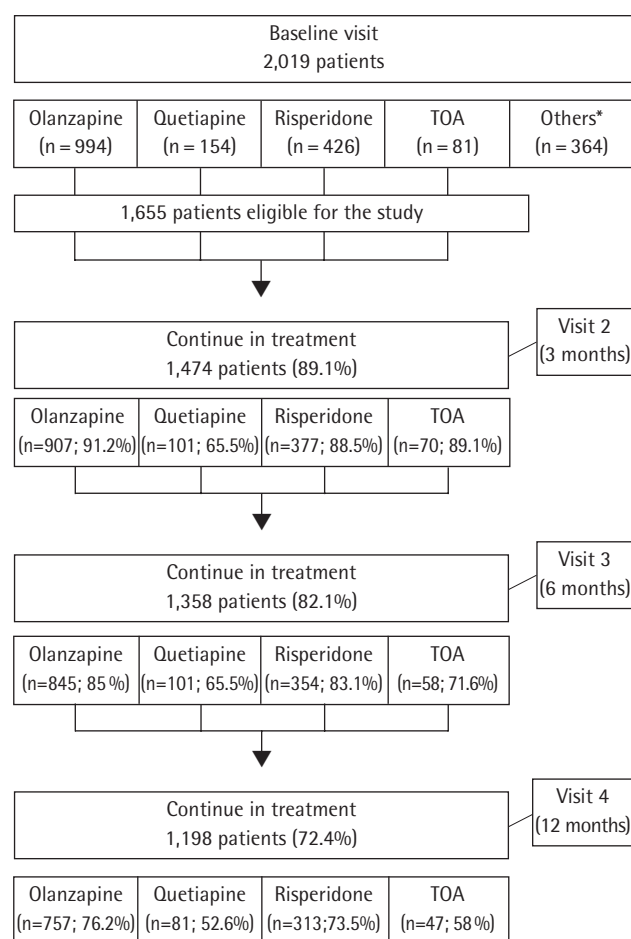 Baseline visit
2,019 patients
Olanzapine Quetiapine Risperidone TOA Others*
(n = 994) (n = 154) (n = 426) (n = 81) (n = 364)
1,655 patients eligible for the study
Visit 2
(3 months)
Continue in treatment
1,474 patients (89.1%)
Olanzapine Quetiapine Risperidone TOA
(n=907; 91.2%) (n=101; 65.5%) (n=377; 88.5%) (n=70; 89.1%)
Visit 3
(6 months)
Continue in treatment
1,358 patients (82.1%)
Olanzapine Quetiapine Risperidone TOA
(n=845; 85 %) (n=101; 65.5%) (n=354; 83.1%) (n=58; 71.6%)
Visit 4
(12 months)
Continue in treatment
1,198 patients (72.4%)
Olanzapine Quetiapine Risperidone TOA
(n=757; 76.2%) (n=81; 52.6%) (n=313;73.5%) (n=47; 58 %)